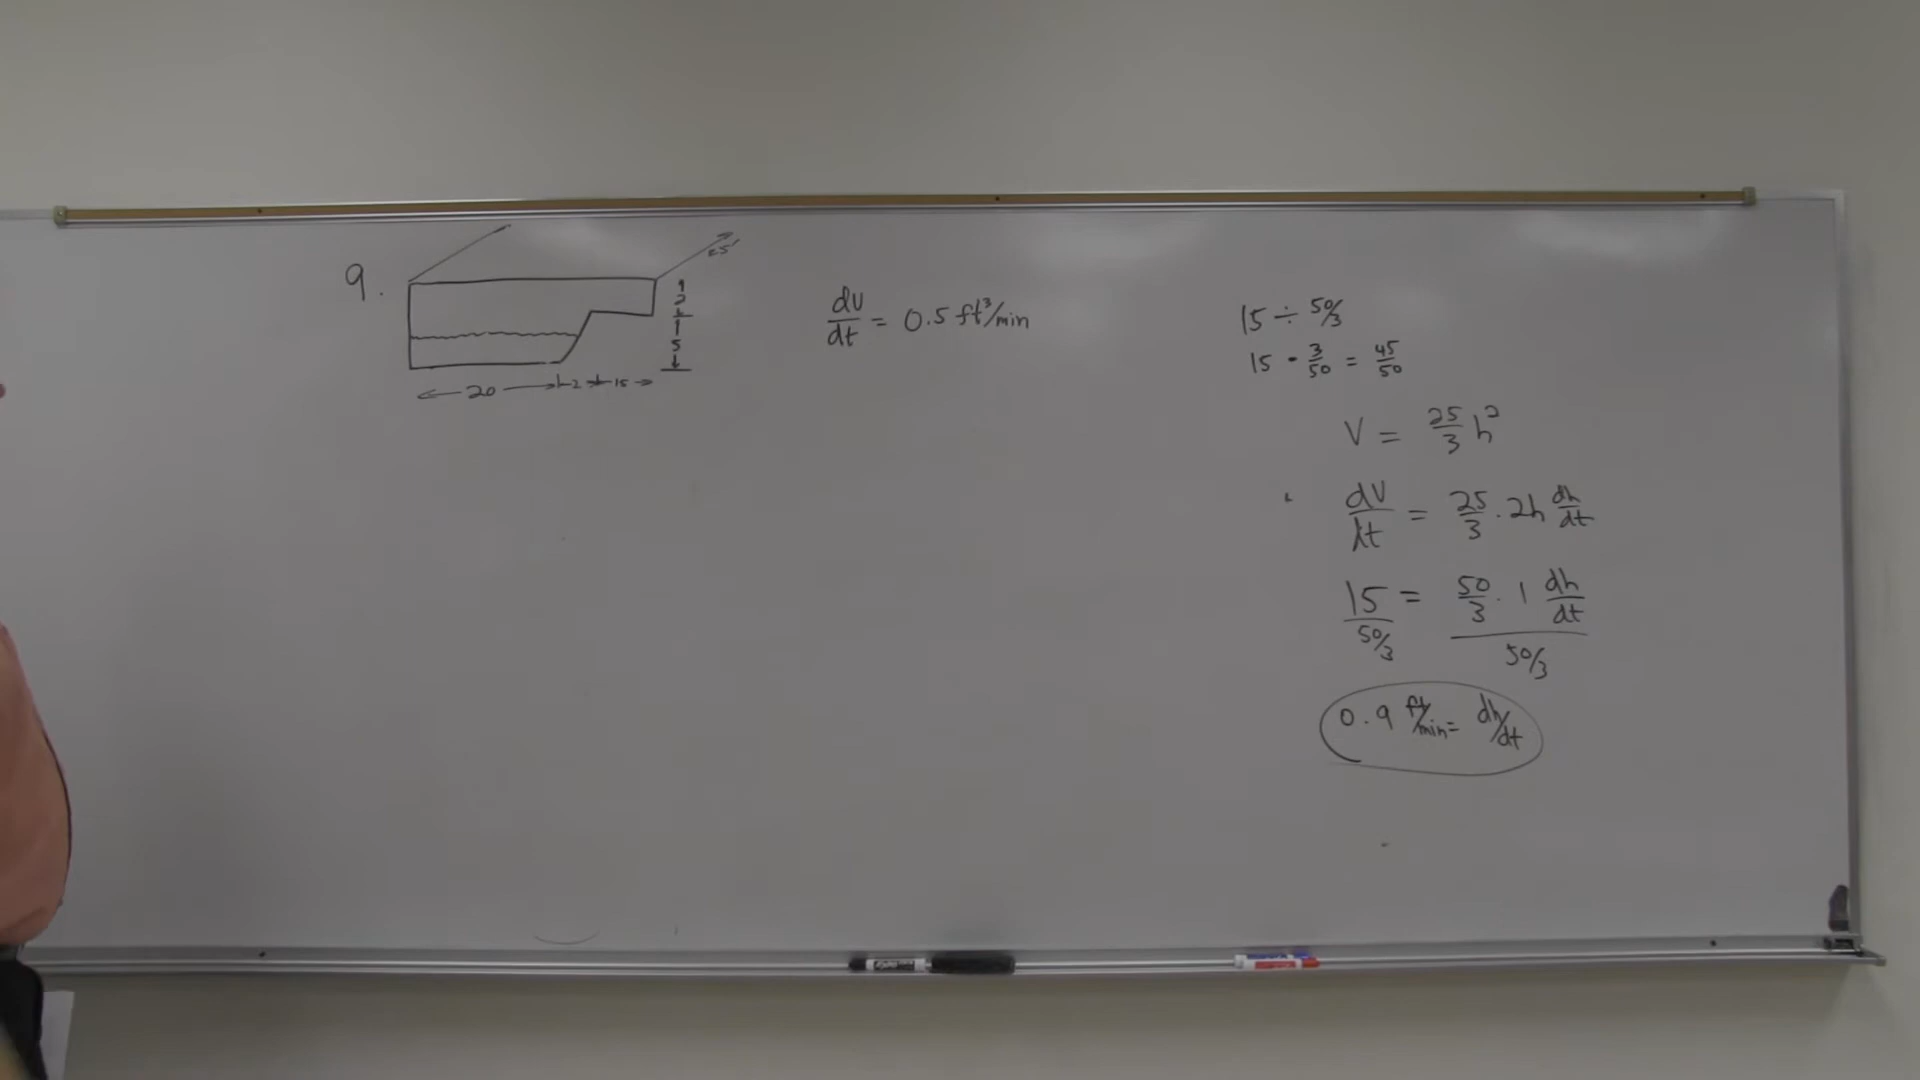 9.
25'
2
5
20
2
15
dV/dt = 0.5 ft³/min
15 ÷ 50/3
15 · 3/50 = 45/50
V = 25/3 h²
dV/dt = 25/3 · 2h dh/dt
15 = 50/3 · 1 dh/dt
50/3 50/3
0.9 ft/min = dh/dt